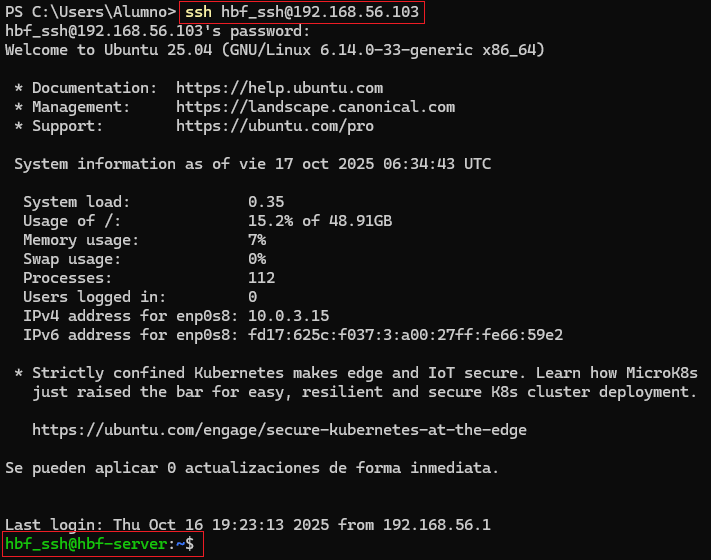 PS C:\Users\Alumno> ssh hbf_ssh@192.168.56.103
hbf_ssh@192.168.56.103's password:
Welcome to Ubuntu 25.04 (GNU/Linux 6.14.0-33-generic x86_64)
* Documentation:  https://help.ubuntu.com
* Management:     https://landscape.canonical.com
* Support:        https://ubuntu.com/pro
System information as of vie 17 oct 2025 06:34:43 UTC
System load:             0.35
Usage of /:              15.2% of 48.91GB
Memory usage:            7%
Swap usage:              0%
Processes:               112
Users logged in:         0
IPv4 address for enp0s8: 10.0.3.15
IPv6 address for enp0s8: fd17:625c:f037:3:a00:27ff:fe66:59e2
* Strictly confined Kubernetes makes edge and IoT secure. Learn how MicroK8s
just raised the bar for easy, resilient and secure K8s cluster deployment.
https://ubuntu.com/engage/secure-kubernetes-at-the-edge
Se pueden aplicar 0 actualizaciones de forma inmediata.
Last login: Thu Oct 16 19:23:13 2025 from 192.168.56.1
hbf_ssh@hbf-server:~$